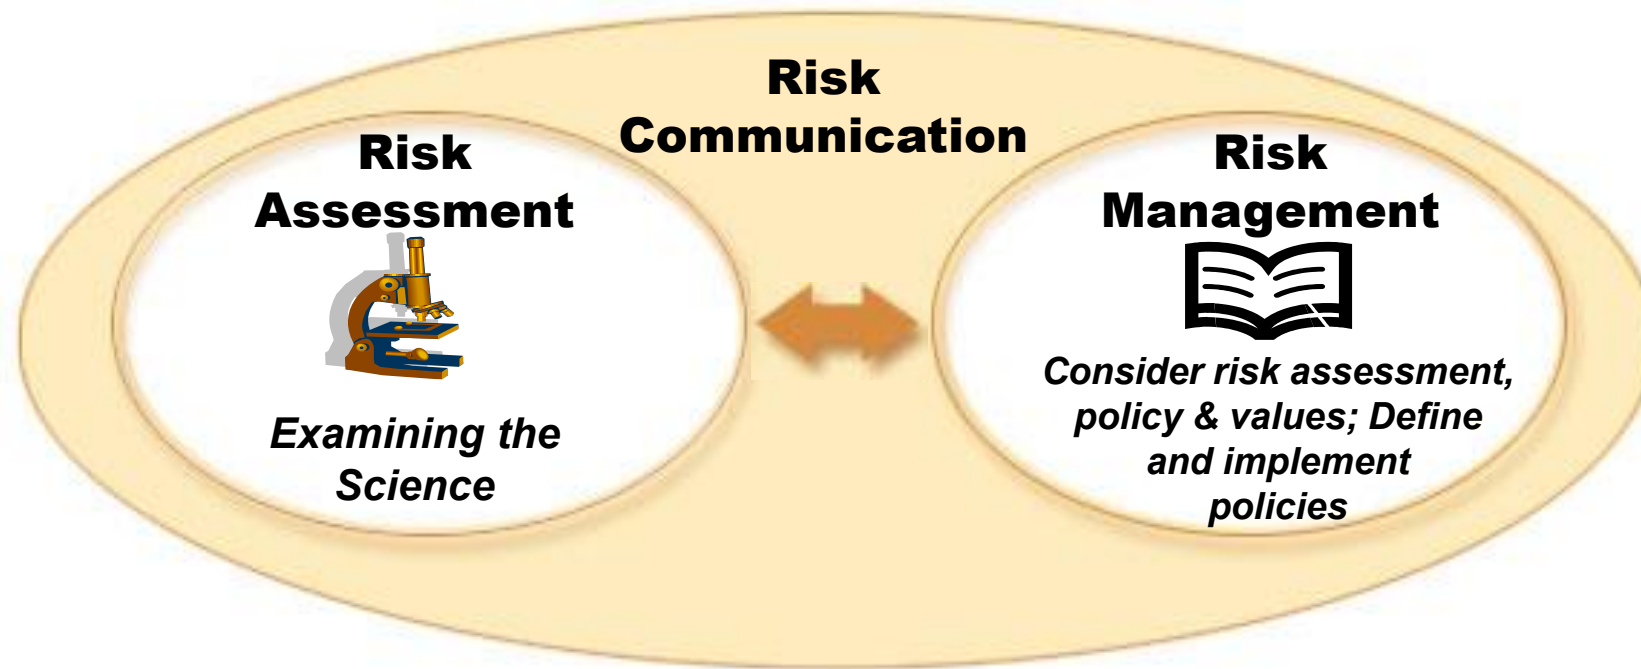 Risk
Communication
Risk
Assessment
Examining the
Science
Risk
Management
Consider risk assessment,
policy & values; Define
and implement
policies